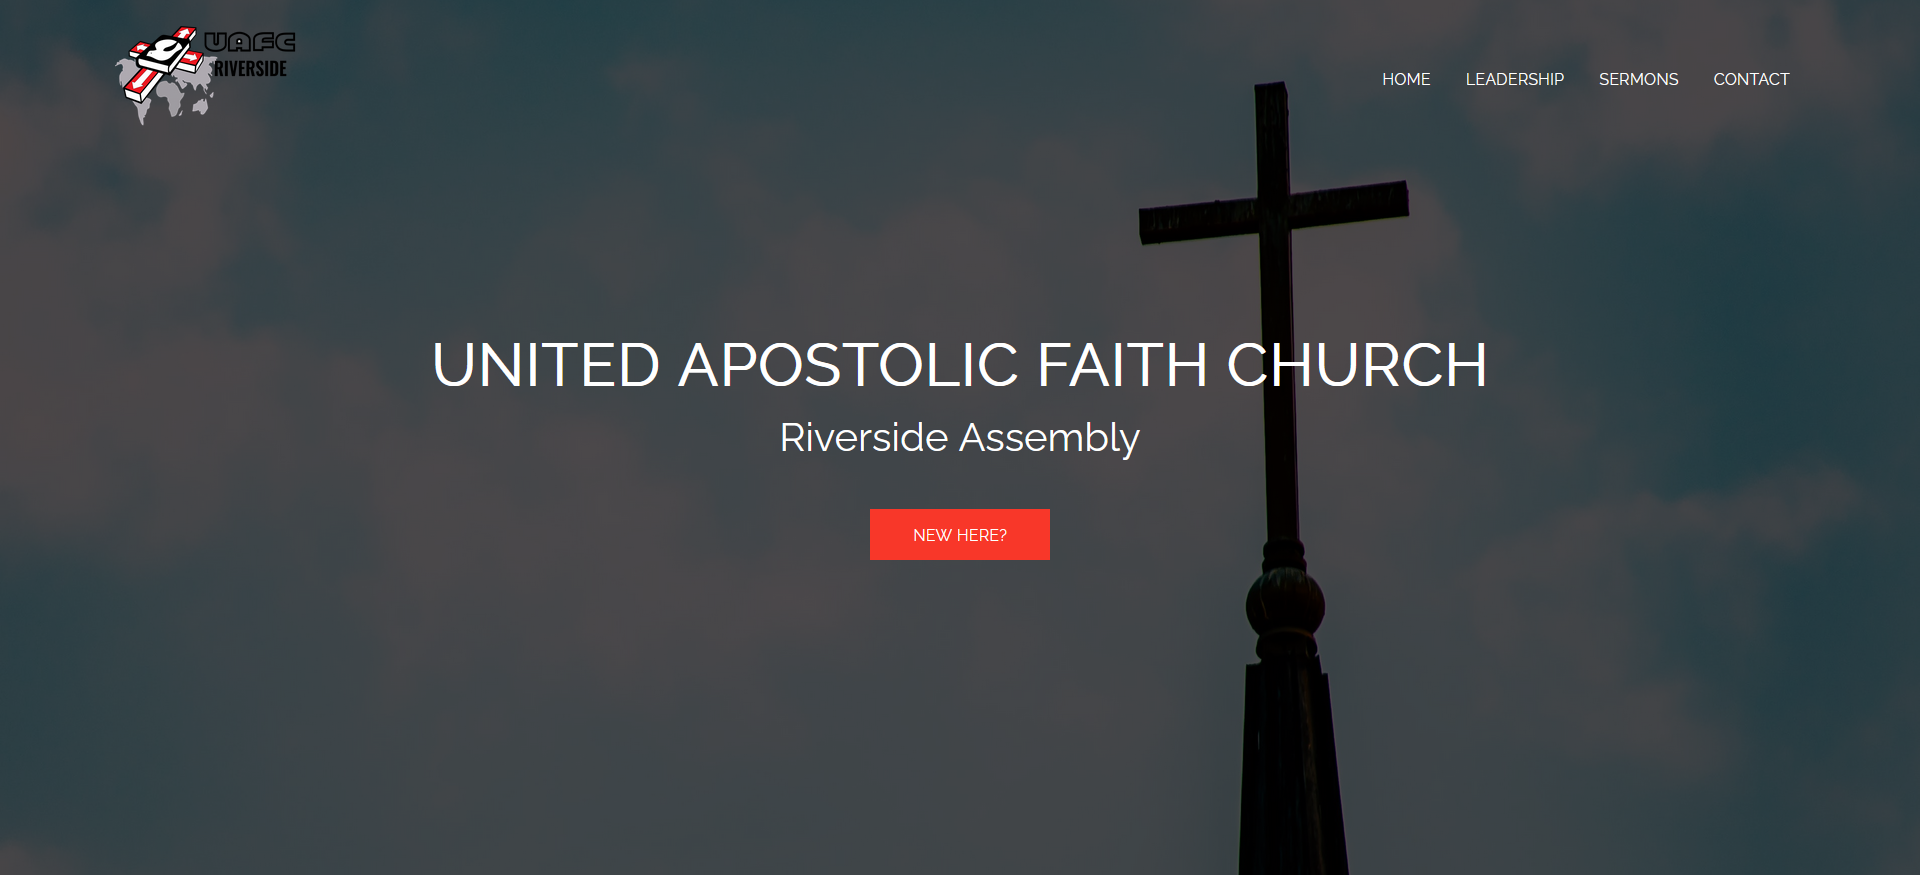 UAFC
RIVERSIDE
HOME LEADERSHIP SERMONS CONTACT
UNITED APOSTOLIC FAITH CHURCH
Riverside Assembly
NEW HERE?